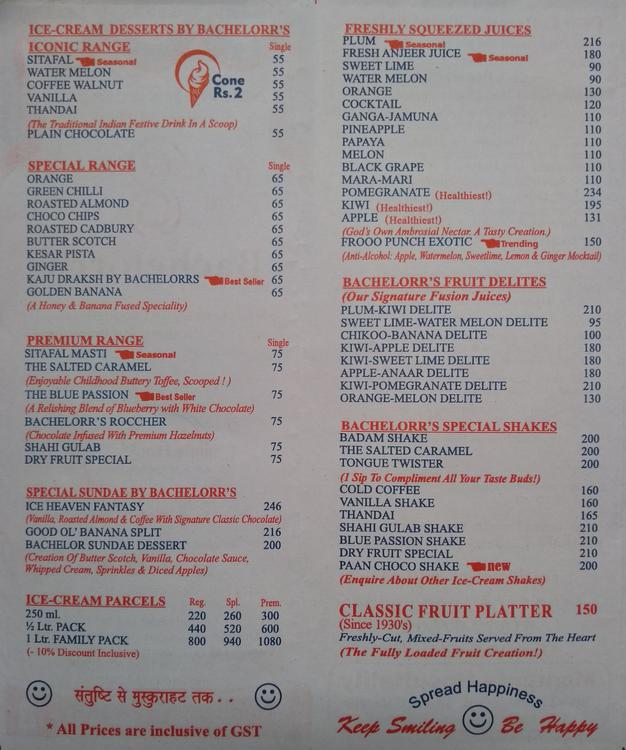 ICE-CREAM DESSERTS BY BACHELORR'S
ICONIC RANGE Single
SITAFAL Seasonal 55
WATER MELON 55
COFFEE WALNUT 55
VANILLA 55
THANDAI 55
Cone
Rs.2
(The Traditional Indian Festive Drink In A Scoop)
PLAIN CHOCOLATE 55
SPECIAL RANGE Single
ORANGE 65
GREEN CHILLI 65
ROASTED ALMOND 65
CHOCO CHIPS 65
ROASTED CADBURY 65
BUTTER SCOTCH 65
KESAR PISTA 65
GINGER 65
KAJU DRAKSH BY BACHELORRS Best Seller 65
GOLDEN BANANA 65
(A Honey & Banana Fused Speciality)
PREMIUM RANGE Single
SITAFAL MASTI Seasonal 75
THE SALTED CARAMEL 75
(Enjoyable Childhood Buttery Toffee, Scooped ! )
THE BLUE PASSION Best Seller 75
(A Relishing Blend of Blueberry with White Chocolate)
BACHELORR'S ROCCHER 75
(Chocolate Infused With Premium Hazelnuts)
SHAHI GULAB 75
DRY FRUIT SPECIAL 75
SPECIAL SUNDAE BY BACHELORR'S
ICE HEAVEN FANTASY 246
(Vanilla, Roasted Almond & Coffee With Signature Classic Chocolate)
GOOD OL' BANANA SPLIT 216
BACHELOR SUNDAE DESSERT 200
(Creation Of Butter Scotch, Vanilla, Chocolate Sauce,
Whipped Cream, Sprinkles & Diced Apples)
ICE-CREAM PARCELS Reg. Spl. Prem.
250 ml. 220 260 300
½ Ltr. PACK 440 520 600
1 Ltr. FAMILY PACK 800 940 1080
(- 10% Discount Inclusive)
संतुष्टि से मुस्कुराहट तक . .
* All Prices are inclusive of GST
FRESHLY SQUEEZED JUICES
PLUM Seasonal 216
FRESH ANJEER JUICE Seasonal 180
SWEET LIME 90
WATER MELON 90
ORANGE 130
COCKTAIL 120
GANGA-JAMUNA 110
PINEAPPLE 110
PAPAYA 110
MELON 110
BLACK GRAPE 110
MARA-MARI 110
POMEGRANATE (Healthiest!) 234
KIWI (Healthiest!) 195
APPLE (Healthiest!) 131
(God's Own Ambrosial Nectar. A Tasty Creation.)
FROOO PUNCH EXOTIC Trending 150
(Anti-Alcohol: Apple, Watermelon, Sweetlime, Lemon & Ginger Mocktail)
BACHELORR'S FRUIT DELITES
(Our Signature Fusion Juices)
PLUM-KIWI DELITE 210
SWEET LIME-WATER MELON DELITE 95
CHIKOO-BANANA DELITE 100
KIWI-APPLE DELITE 180
KIWI-SWEET LIME DELITE 180
APPLE-ANAAR DELITE 180
KIWI-POMEGRANATE DELITE 210
ORANGE-MELON DELITE 130
BACHELORR'S SPECIAL SHAKES
BADAM SHAKE 200
THE SALTED CARAMEL 200
TONGUE TWISTER 200
(I Sip To Compliment All Your Taste Buds!)
COLD COFFEE 160
VANILLA SHAKE 160
THANDAI 165
SHAHI GULAB SHAKE 210
BLUE PASSION SHAKE 210
DRY FRUIT SPECIAL 210
PAAN CHOCO SHAKE new 200
(Enquire About Other Ice-Cream Shakes)
CLASSIC FRUIT PLATTER 150
(Since 1930's)
Freshly-Cut, Mixed-Fruits Served From The Heart
(The Fully Loaded Fruit Creation!)
Spread Happiness
Keep Smiling Be Happy